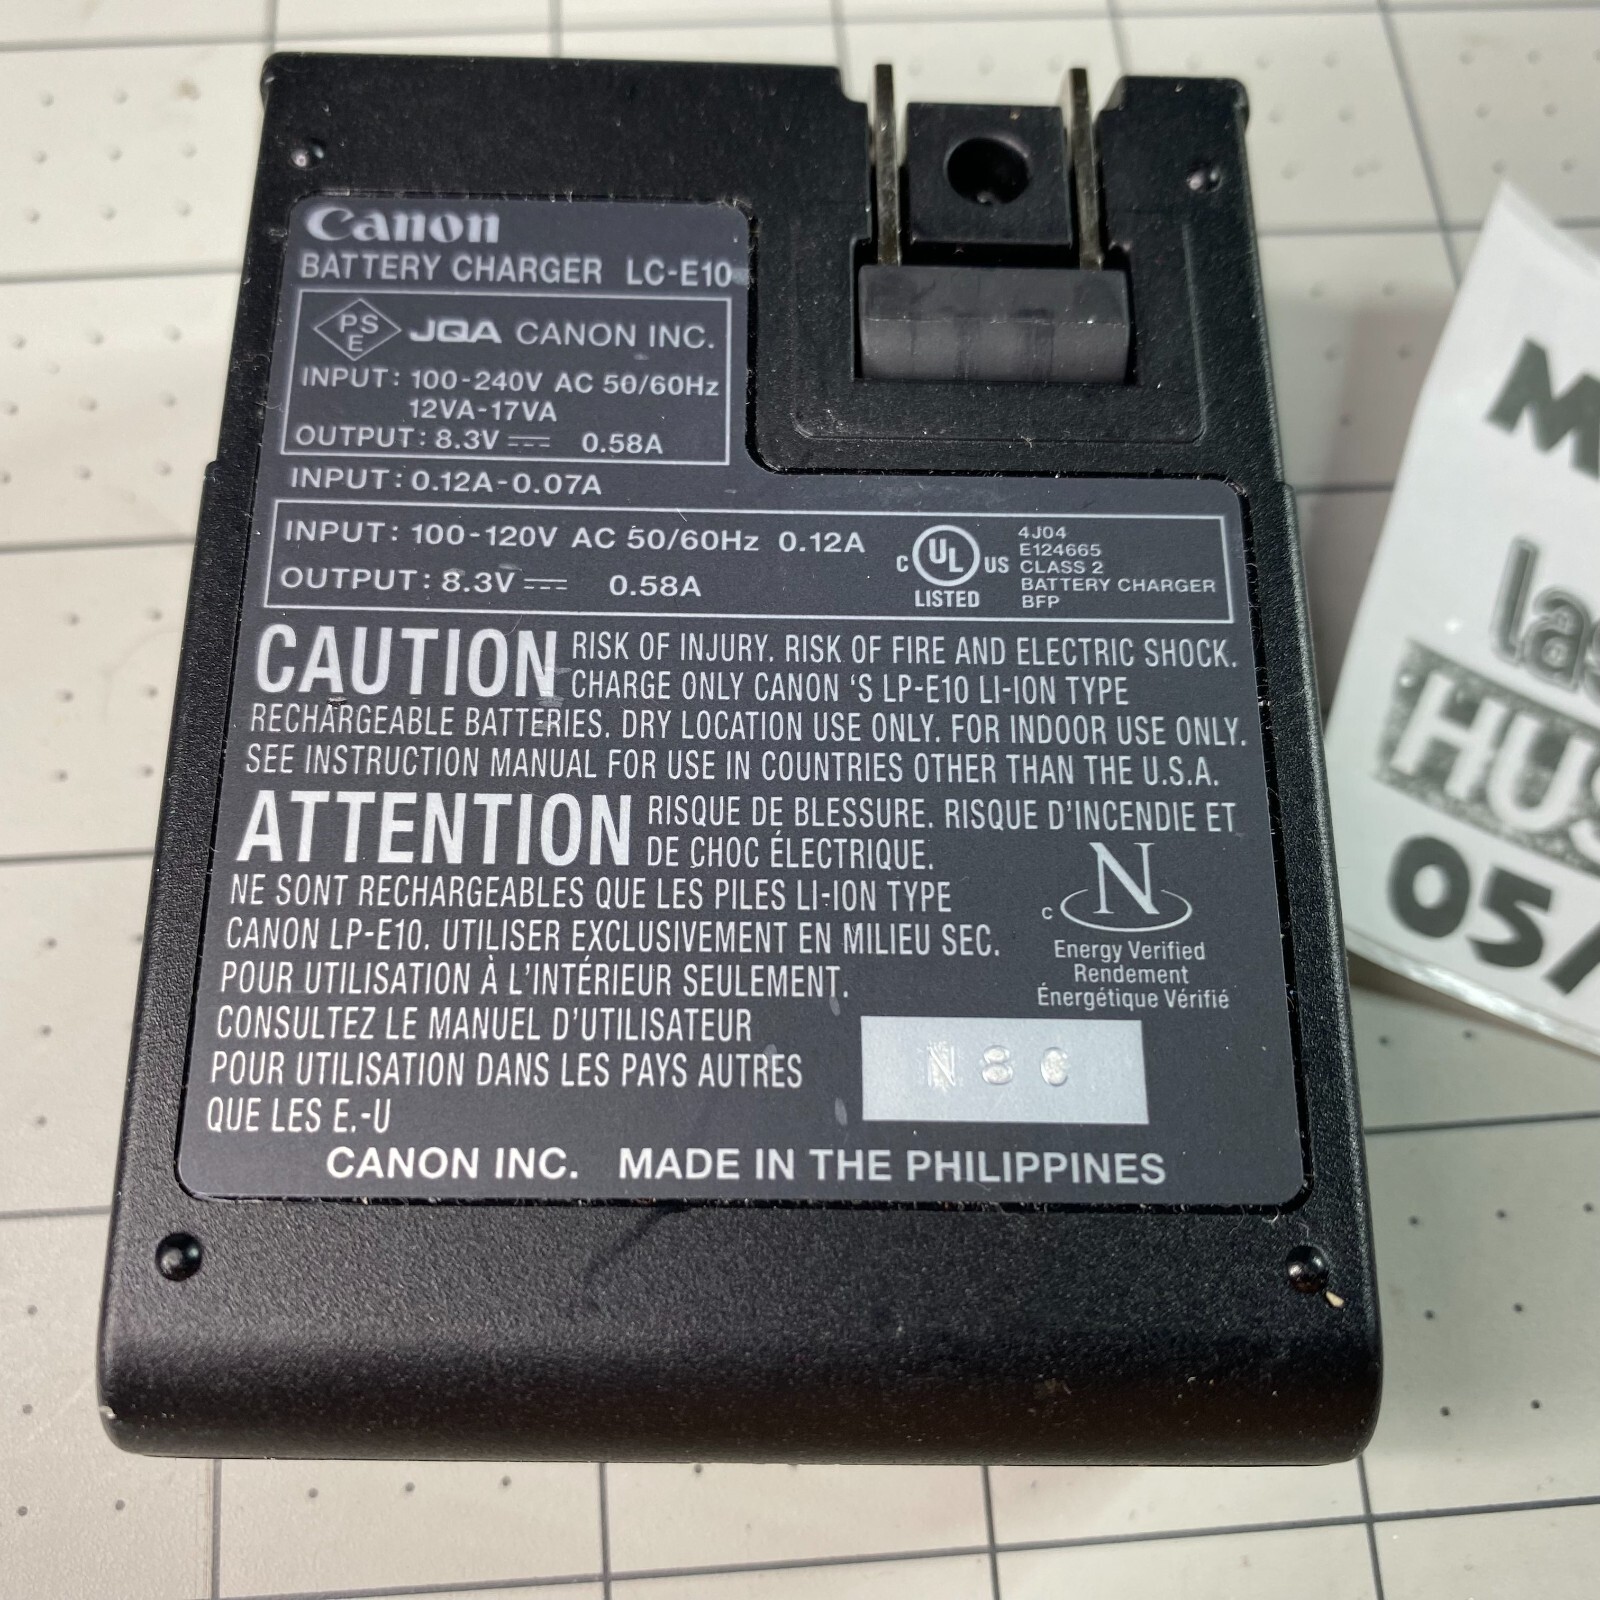 Canon
BATTERY CHARGER LC-E10
PSE JQA CANON INC.
INPUT: 100-240V AC 50/60Hz
12VA-17VA
OUTPUT: 8.3V ⎓ 0.58A
INPUT: 0.12A-0.07A
INPUT: 100-120V AC 50/60Hz 0.12A
OUTPUT: 8.3V ⎓ 0.58A
C UL US
LISTED
4J04
E124665
CLASS 2
BATTERY CHARGER
BFP
CAUTION RISK OF INJURY. RISK OF FIRE AND ELECTRIC SHOCK.
CHARGE ONLY CANON 'S LP-E10 LI-ION TYPE
RECHARGEABLE BATTERIES. DRY LOCATION USE ONLY. FOR INDOOR USE ONLY.
SEE INSTRUCTION MANUAL FOR USE IN COUNTRIES OTHER THAN THE U.S.A.
ATTENTION RISQUE DE BLESSURE. RISQUE D'INCENDIE ET
DE CHOC ÉLECTRIQUE.
NE SONT RECHARGEABLES QUE LES PILES LI-ION TYPE
CANON LP-E10. UTILISER EXCLUSIVEMENT EN MILIEU SEC.
POUR UTILISATION À L'INTÉRIEUR SEULEMENT.
CONSULTEZ LE MANUEL D'UTILISATEUR
POUR UTILISATION DANS LES PAYS AUTRES
QUE LES E.-U
C N
Energy Verified
Rendement
Énergétique Vérifié
N 8 6
CANON INC. MADE IN THE PHILIPPINES
05/